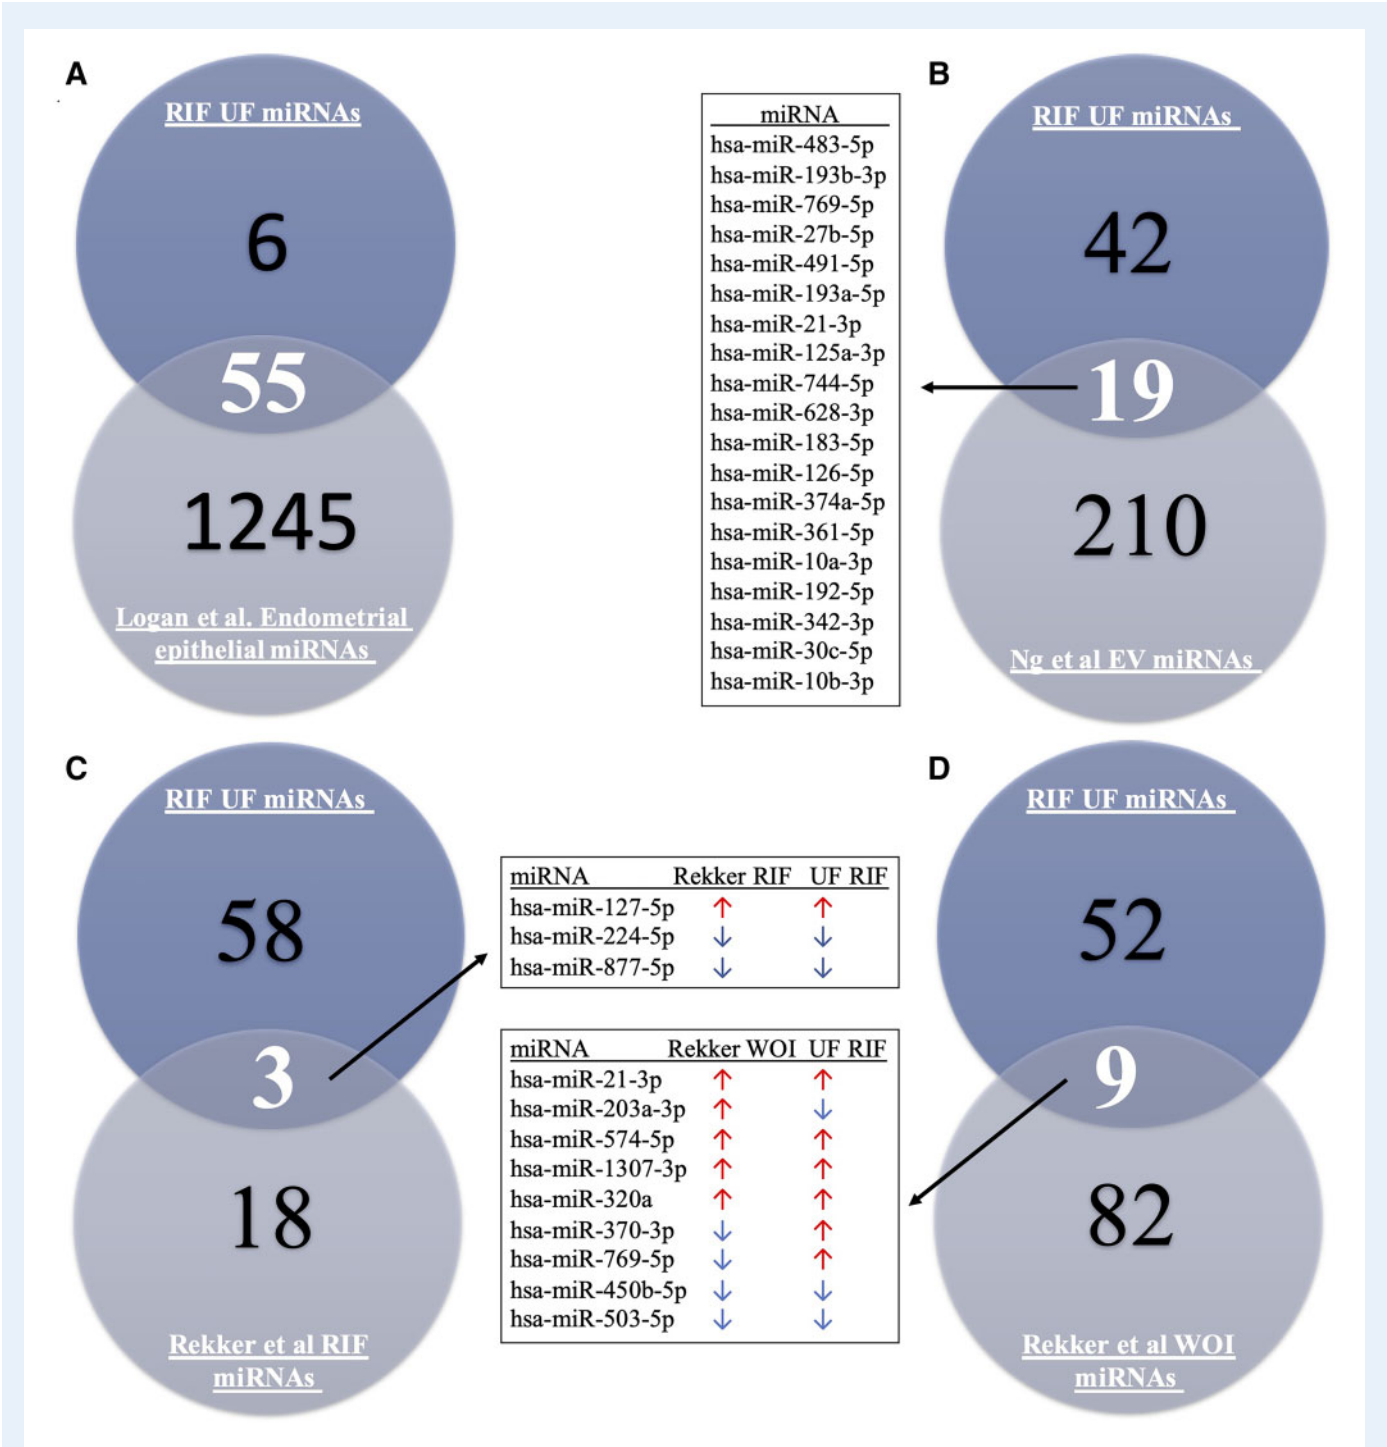 A
RIF UF miRNAs
6
55
1245
Logan et al. Endometrial
epithelial miRNAs
miRNA
hsa-miR-483-5p
hsa-miR-193b-3p
hsa-miR-769-5p
hsa-miR-27b-5p
hsa-miR-491-5p
hsa-miR-193a-5p
hsa-miR-21-3p
hsa-miR-125a-3p
hsa-miR-744-5p
hsa-miR-628-3p
hsa-miR-183-5p
hsa-miR-126-5p
hsa-miR-374a-5p
hsa-miR-361-5p
hsa-miR-10a-3p
hsa-miR-192-5p
hsa-miR-342-3p
hsa-miR-30c-5p
hsa-miR-10b-3p
B
RIF UF miRNAs
42
19
210
Ng et al EV miRNAs
C
RIF UF miRNAs
58
3
18
Rekker et al RIF
miRNAs
miRNA Rekker RIF UF RIF
hsa-miR-127-5p ↑ ↑
hsa-miR-224-5p ↓ ↓
hsa-miR-877-5p ↓ ↓
miRNA Rekker WOI UF RIF
hsa-miR-21-3p ↑ ↑
hsa-miR-203a-3p ↑ ↓
hsa-miR-574-5p ↑ ↑
hsa-miR-1307-3p ↑ ↑
hsa-miR-320a ↑ ↑
hsa-miR-370-3p ↓ ↑
hsa-miR-769-5p ↓ ↑
hsa-miR-450b-5p ↓ ↓
hsa-miR-503-5p ↓ ↓
D
RIF UF miRNAs
52
9
82
Rekker et al WOI
miRNAs